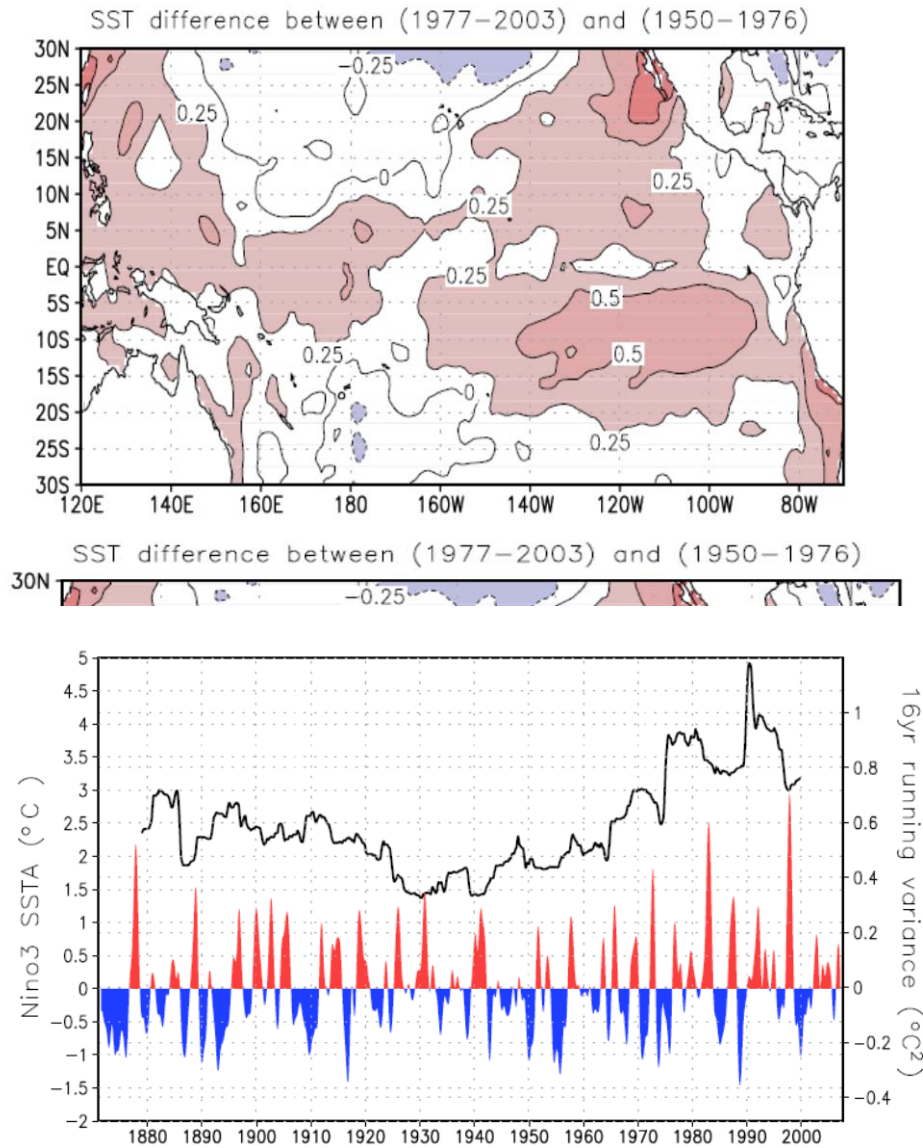 SST difference between (1977-2003) and (1950-1976)
30N
25N
20N
15N
10N
5N
EQ
5S
10S
15S
20S
25S
30S
-0.25
0.25
0
0.25
0.25
0.25
0.5
0.25
0.5
0
0.25
120E 140E 160E 180 160W 140W 120W 100W 80W
SST difference between (1977-2003) and (1950-1976)
30N
-0.25
Nino3 SSTA (°C)
5
4.5
4
3.5
3
2.5
2
1.5
1
0.5
0
-0.5
-1
-1.5
-2
1
0.8
0.6
0.4
0.2
0
-0.2
-0.4
16yr running variance (°C²)
1880 1890 1900 1910 1920 1930 1940 1950 1960 1970 1980 1990 2000